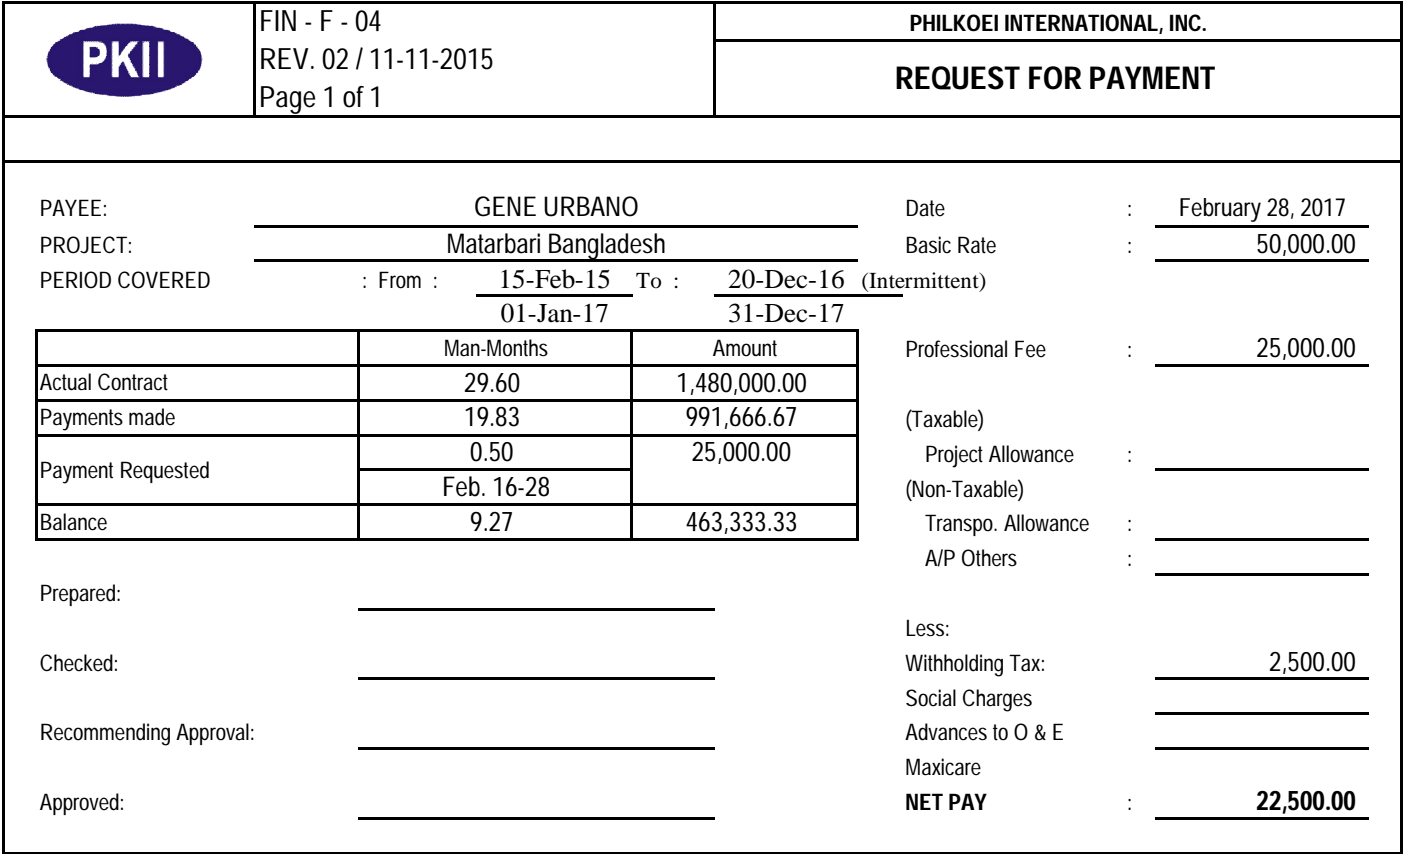 PKII
FIN - F - 04
REV. 02 / 11-11-2015
Page 1 of 1
PHILKOEI INTERNATIONAL, INC.
REQUEST FOR PAYMENT
PAYEE: GENE URBANO Date : February 28, 2017
PROJECT: Matarbari Bangladesh Basic Rate : 50,000.00
PERIOD COVERED : From : 15-Feb-15 To : 20-Dec-16 (Intermittent)
01-Jan-17 31-Dec-17
Man-Months Amount Professional Fee : 25,000.00
Actual Contract 29.60 1,480,000.00
Payments made 19.83 991,666.67 (Taxable)
Payment Requested 0.50 25,000.00 Project Allowance :
Feb. 16-28 (Non-Taxable)
Balance 9.27 463,333.33 Transpo. Allowance :
A/P Others :
Prepared:
Less:
Checked: Withholding Tax: 2,500.00
Social Charges
Recommending Approval: Advances to O & E
Maxicare
Approved: NET PAY : 22,500.00